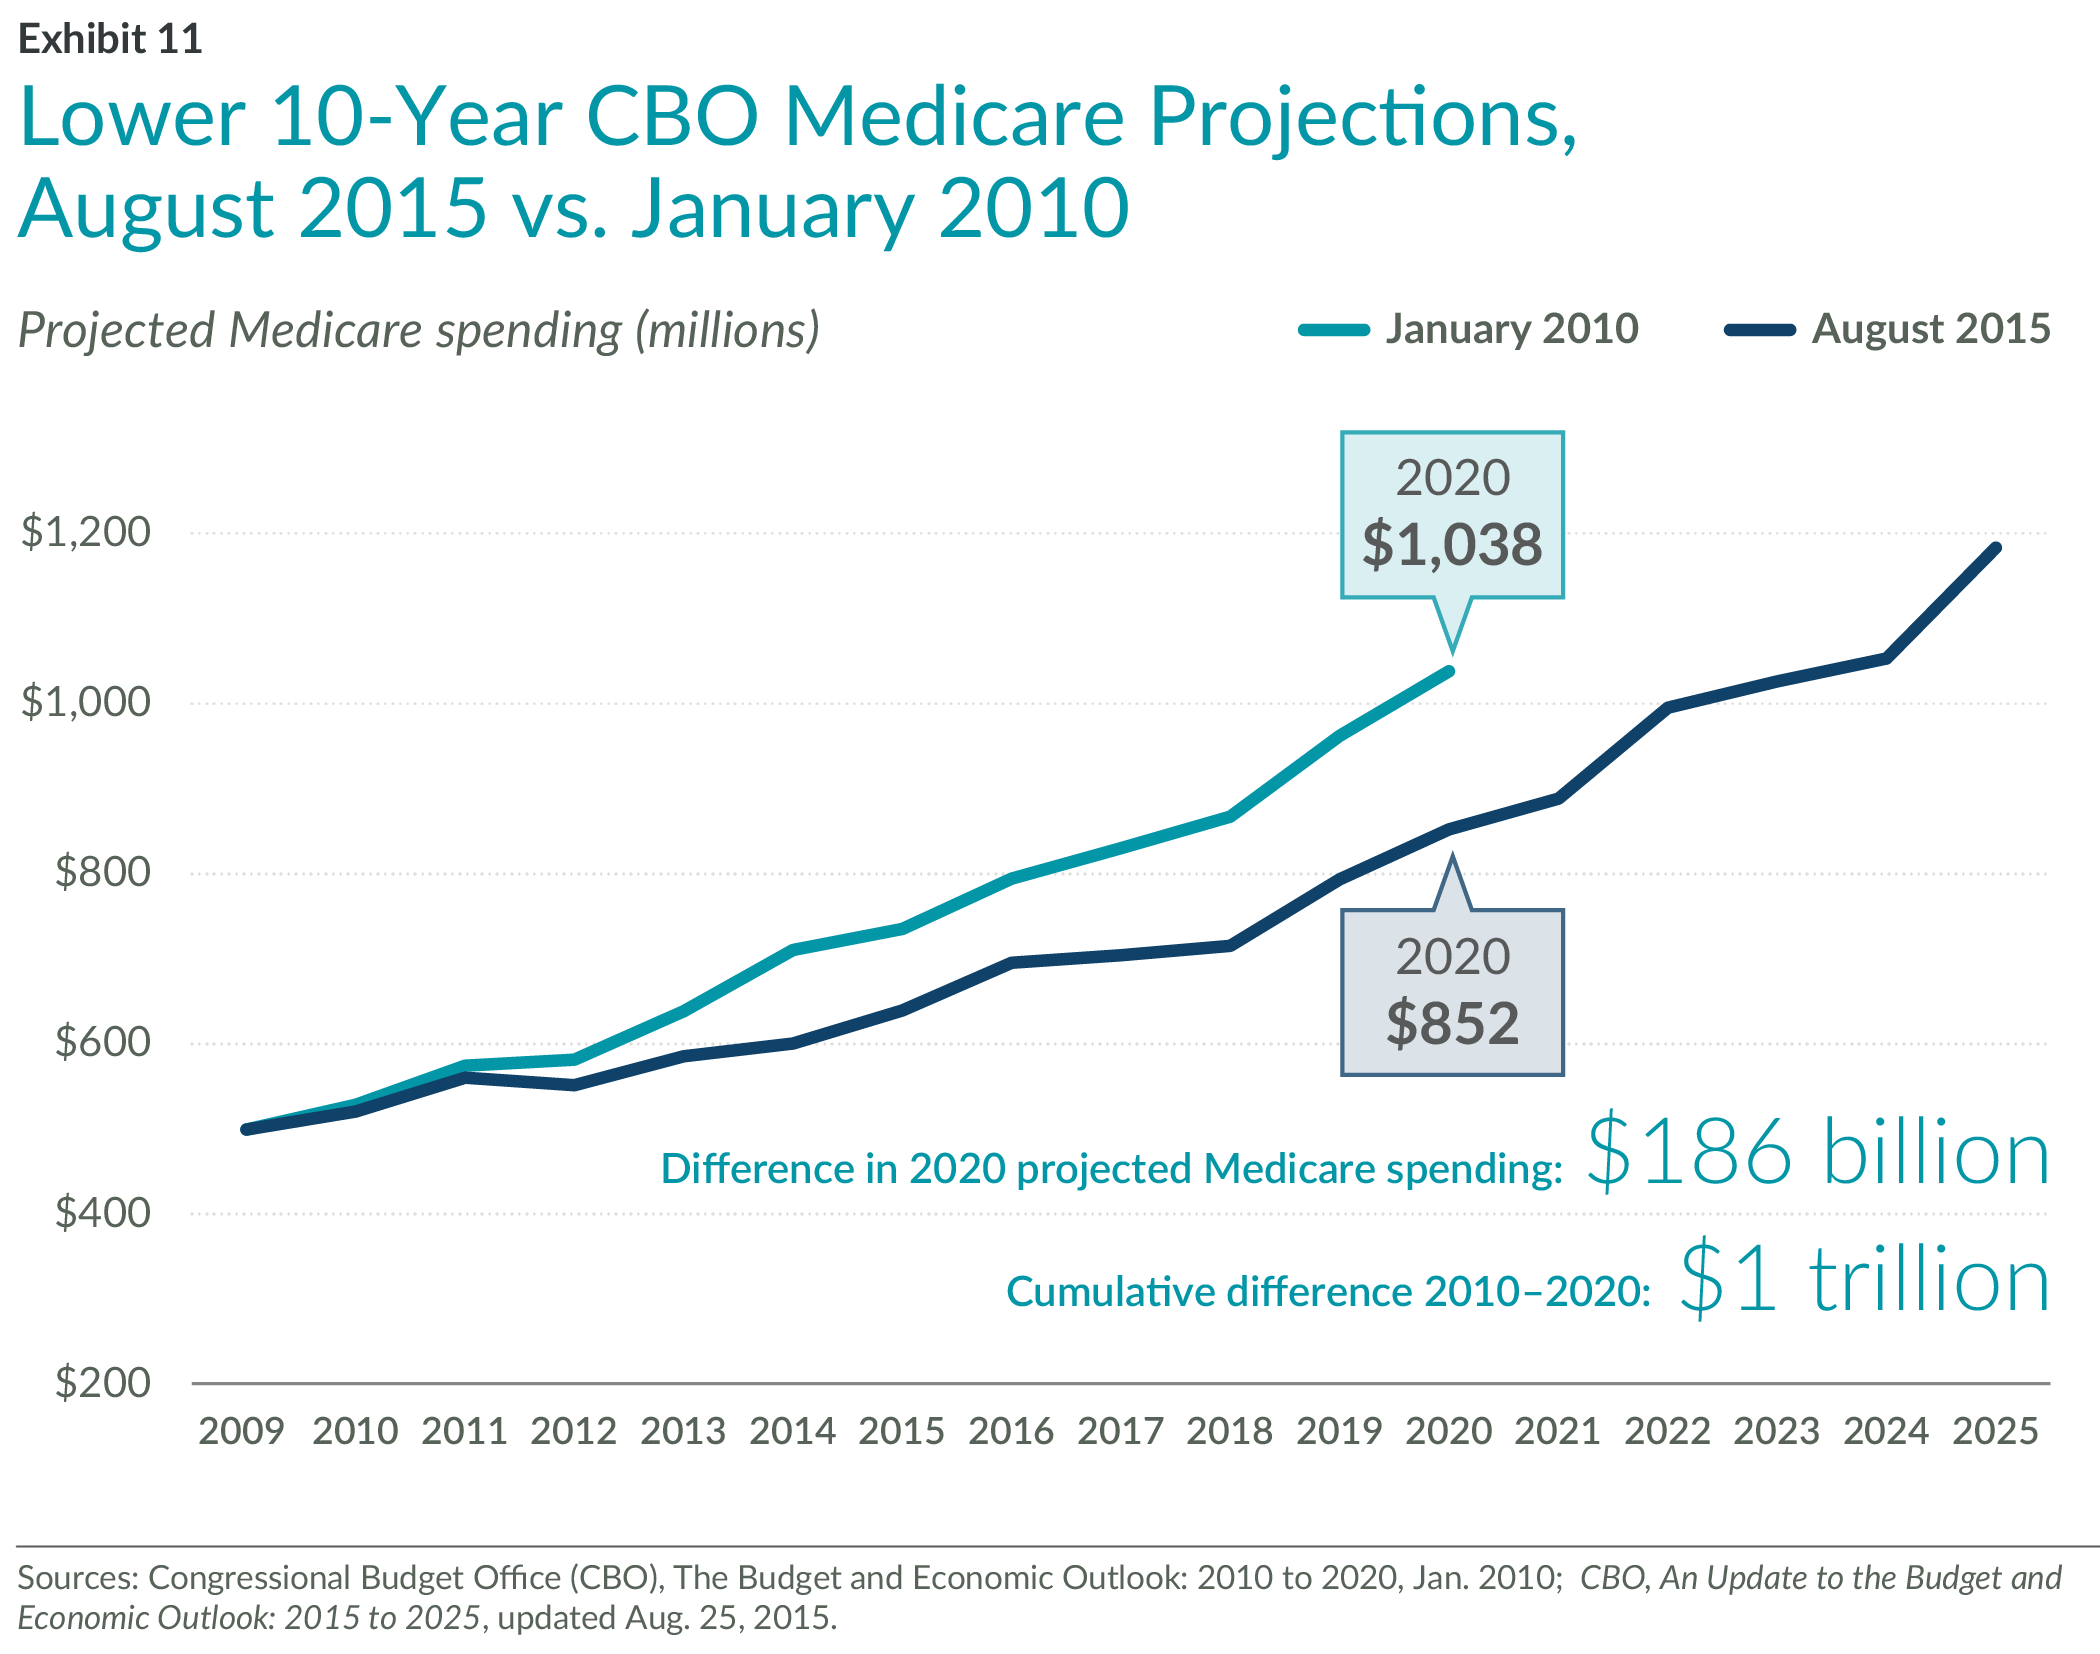 Exhibit 11
Lower 10-Year CBO Medicare Projections,
August 2015 vs. January 2010
Projected Medicare spending (millions)
January 2010
August 2015
2020
$1,038
$1,200
$1,000
$800
2020
$852
$600
Difference in 2020 projected Medicare spending: $186 billion
$400
Cumulative difference 2010–2020: $1 trillion
$200
2009 2010 2011 2012 2013 2014 2015 2016 2017 2018 2019 2020 2021 2022 2023 2024 2025
Sources: Congressional Budget Office (CBO), The Budget and Economic Outlook: 2010 to 2020, Jan. 2010; CBO, An Update to the Budget and
Economic Outlook: 2015 to 2025, updated Aug. 25, 2015.